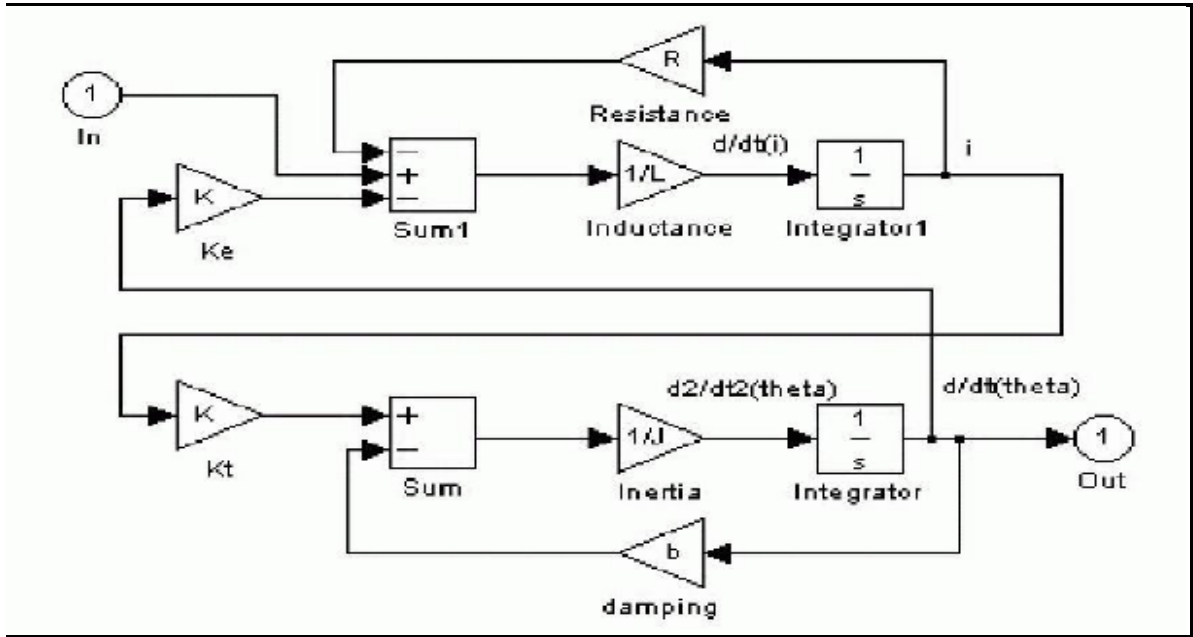 R
1
Resistance
In
d/dt(i)
i
−
+
−
1/L
1
s
K
Sum1
Inductance
Integrator1
Ke
d2/dt2(theta)
d/dt(theta)
K
+
−
1/J
1
s
1
Kt
Sum
Inertia
Integrator
Out
b
damping